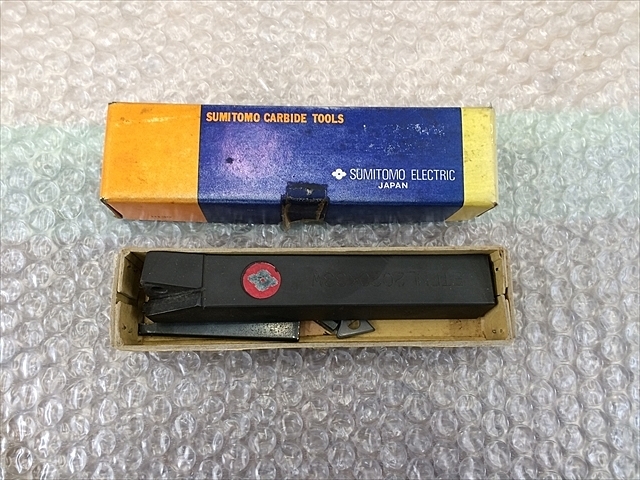 SUMITOMO CARBIDE TOOLS
SUMITOMO ELECTRIC
JAPAN